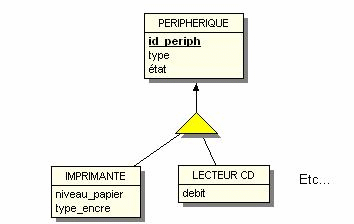 PERIPHERIQUE
id_periph
type
état
IMPRIMANTE
niveau_papier
type_encre
LECTEUR CD
debit
Etc...